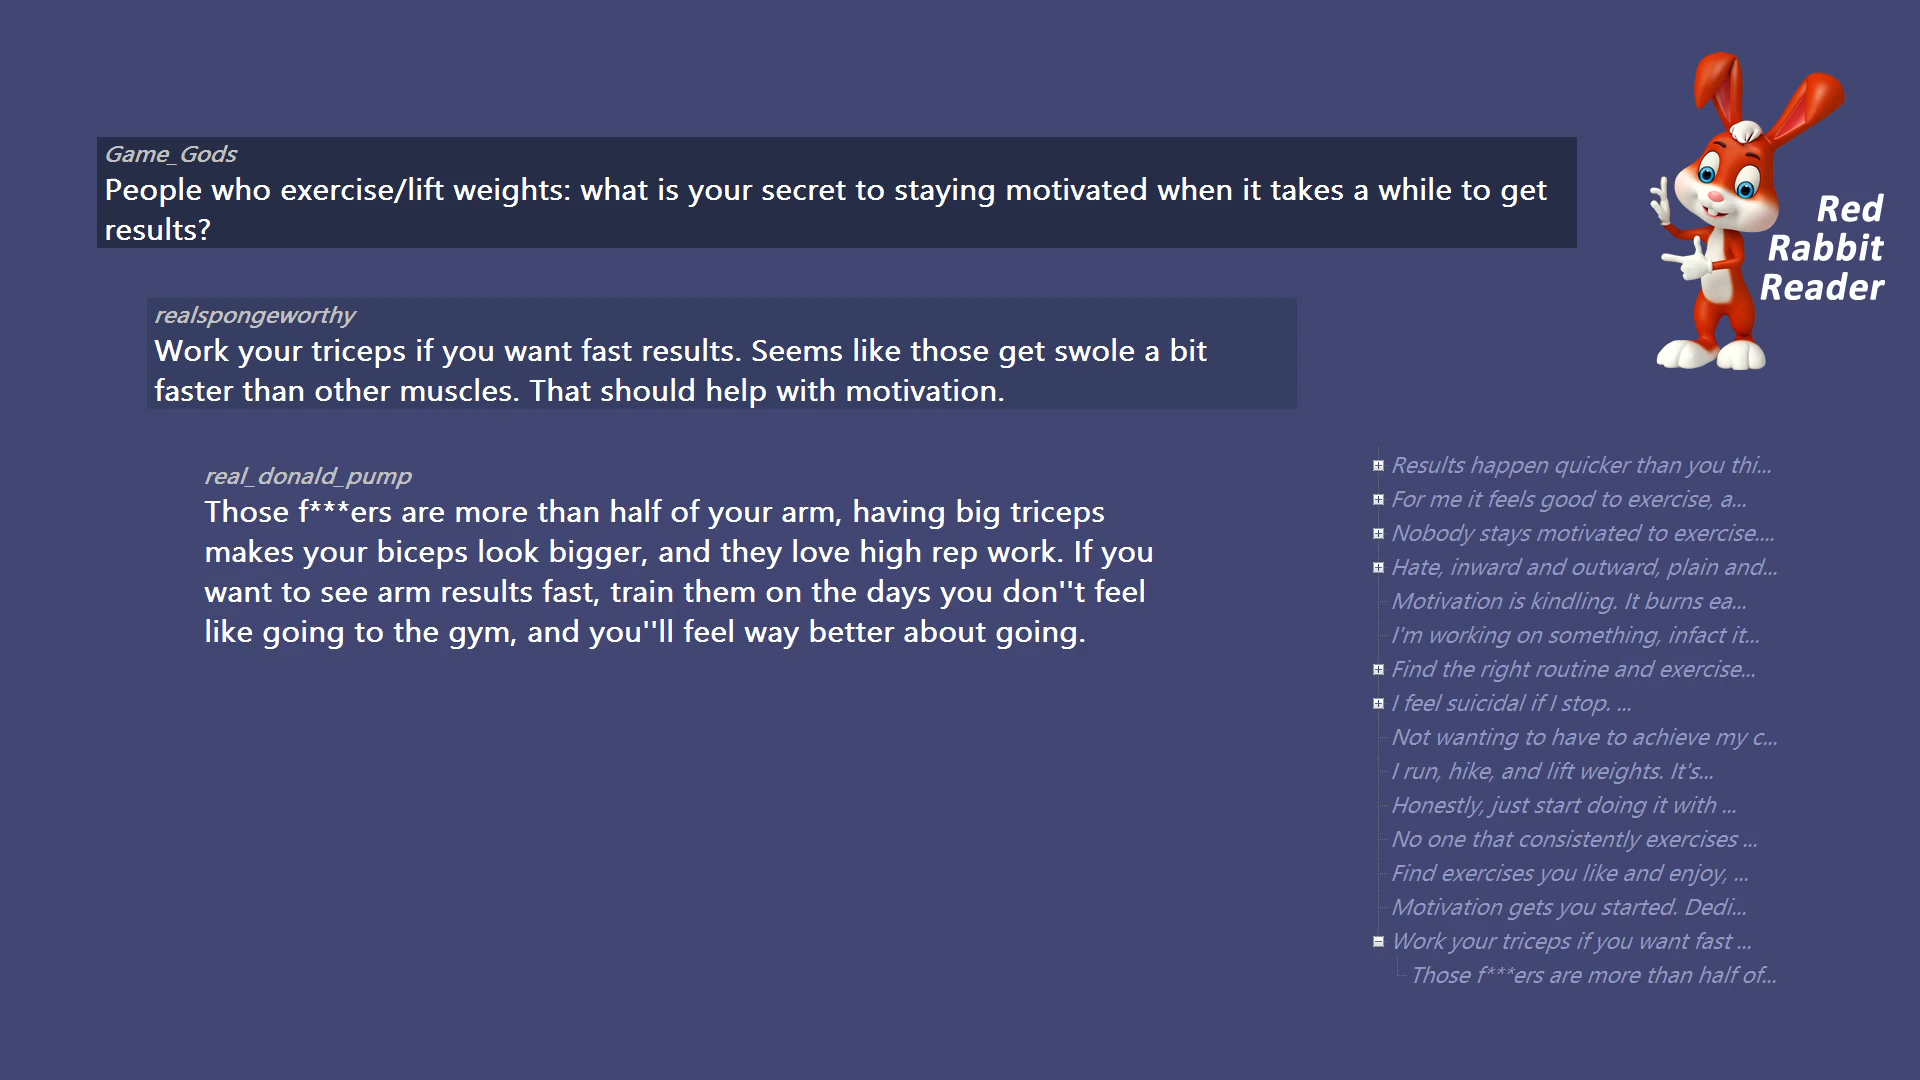 Game_Gods
People who exercise/lift weights: what is your secret to staying motivated when it takes a while to get
results?
realspongeworthy
Work your triceps if you want fast results. Seems like those get swole a bit
faster than other muscles. That should help with motivation.
real_donald_pump
Those f***ers are more than half of your arm, having big triceps
makes your biceps look bigger, and they love high rep work. If you
want to see arm results fast, train them on the days you don''t feel
like going to the gym, and you''ll feel way better about going.
Red
Rabbit
Reader
Results happen quicker than you thi...
For me it feels good to exercise, a...
Nobody stays motivated to exercise....
Hate, inward and outward, plain and...
Motivation is kindling. It burns ea...
I'm working on something, infact it...
Find the right routine and exercise...
I feel suicidal if I stop. ...
Not wanting to have to achieve my c...
I run, hike, and lift weights. It's...
Honestly, just start doing it with ...
No one that consistently exercises ...
Find exercises you like and enjoy, ...
Motivation gets you started. Dedi...
Work your triceps if you want fast ...
Those f***ers are more than half of...